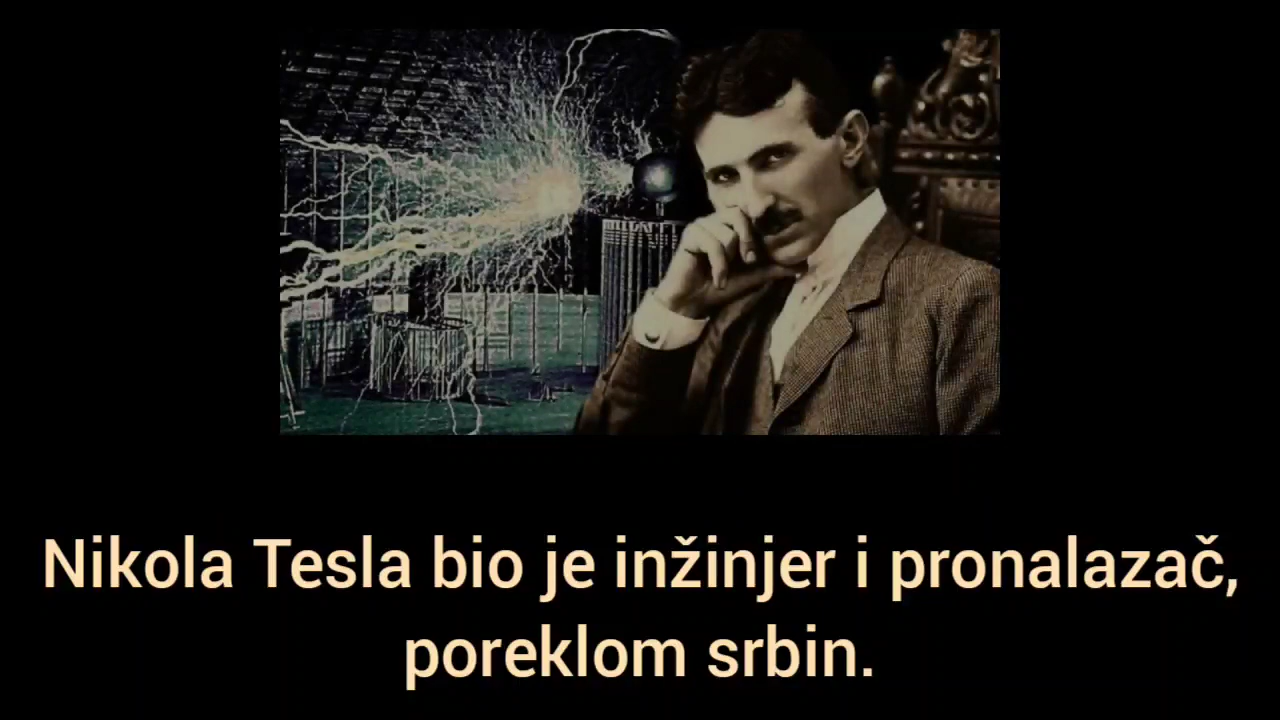 Nikola Tesla bio je inžinjer i pronalazač,
poreklom srbin.